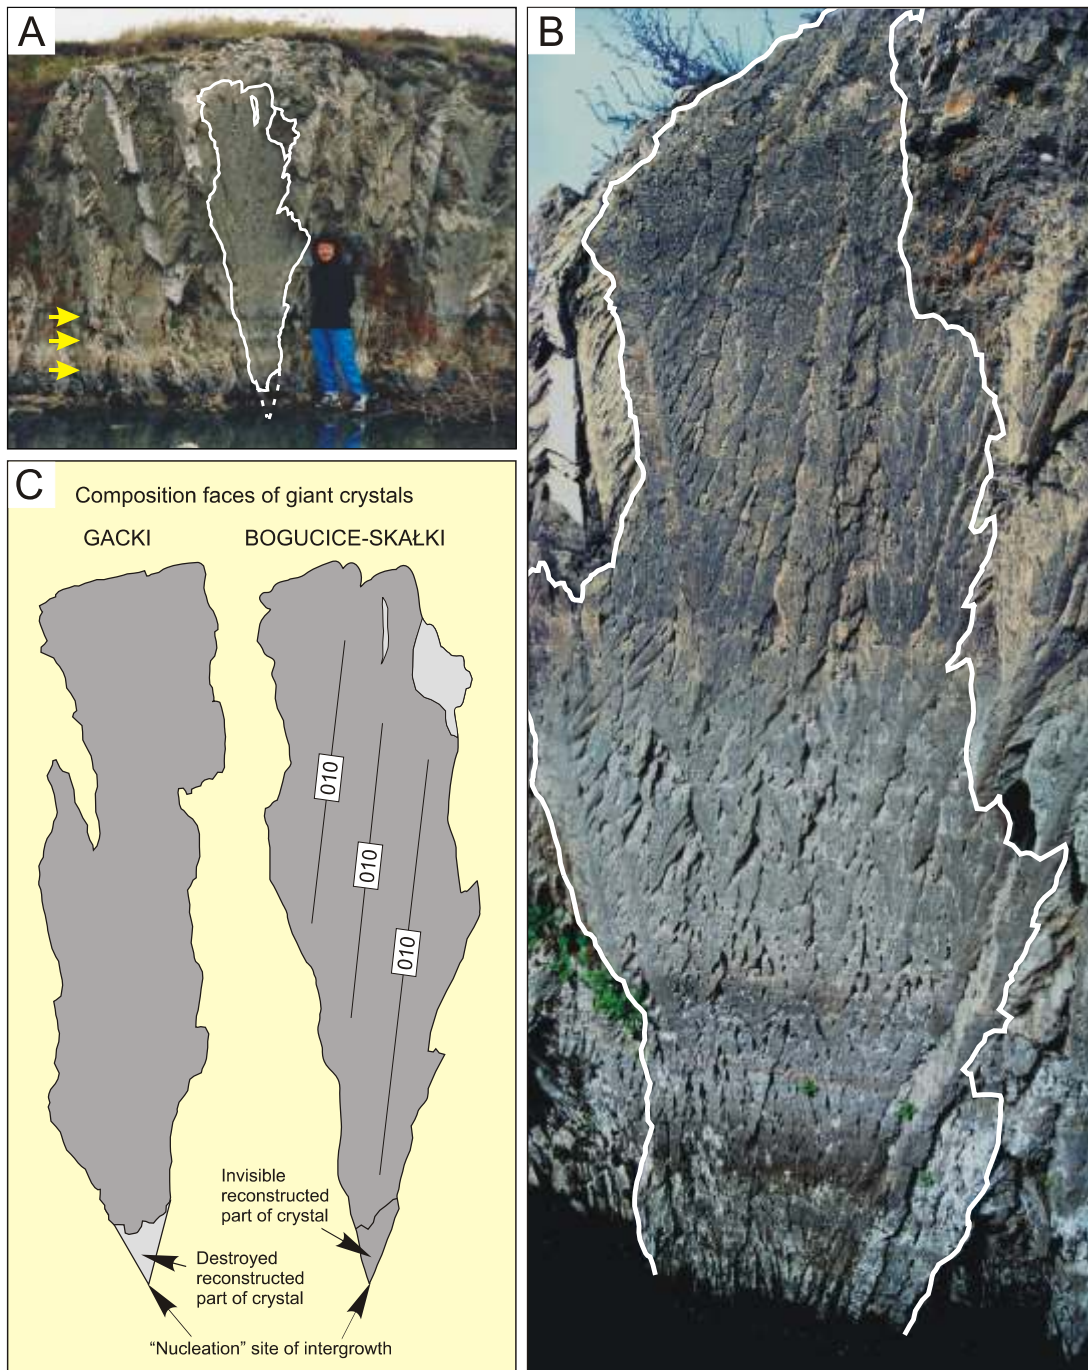 A
B
C
Composition faces of giant crystals
GACKI
BOGUCICE-SKAŁKI
010
010
010
Invisible
reconstructed
part of crystal
Destroyed
reconstructed
part of crystal
“Nucleation” site of intergrowth